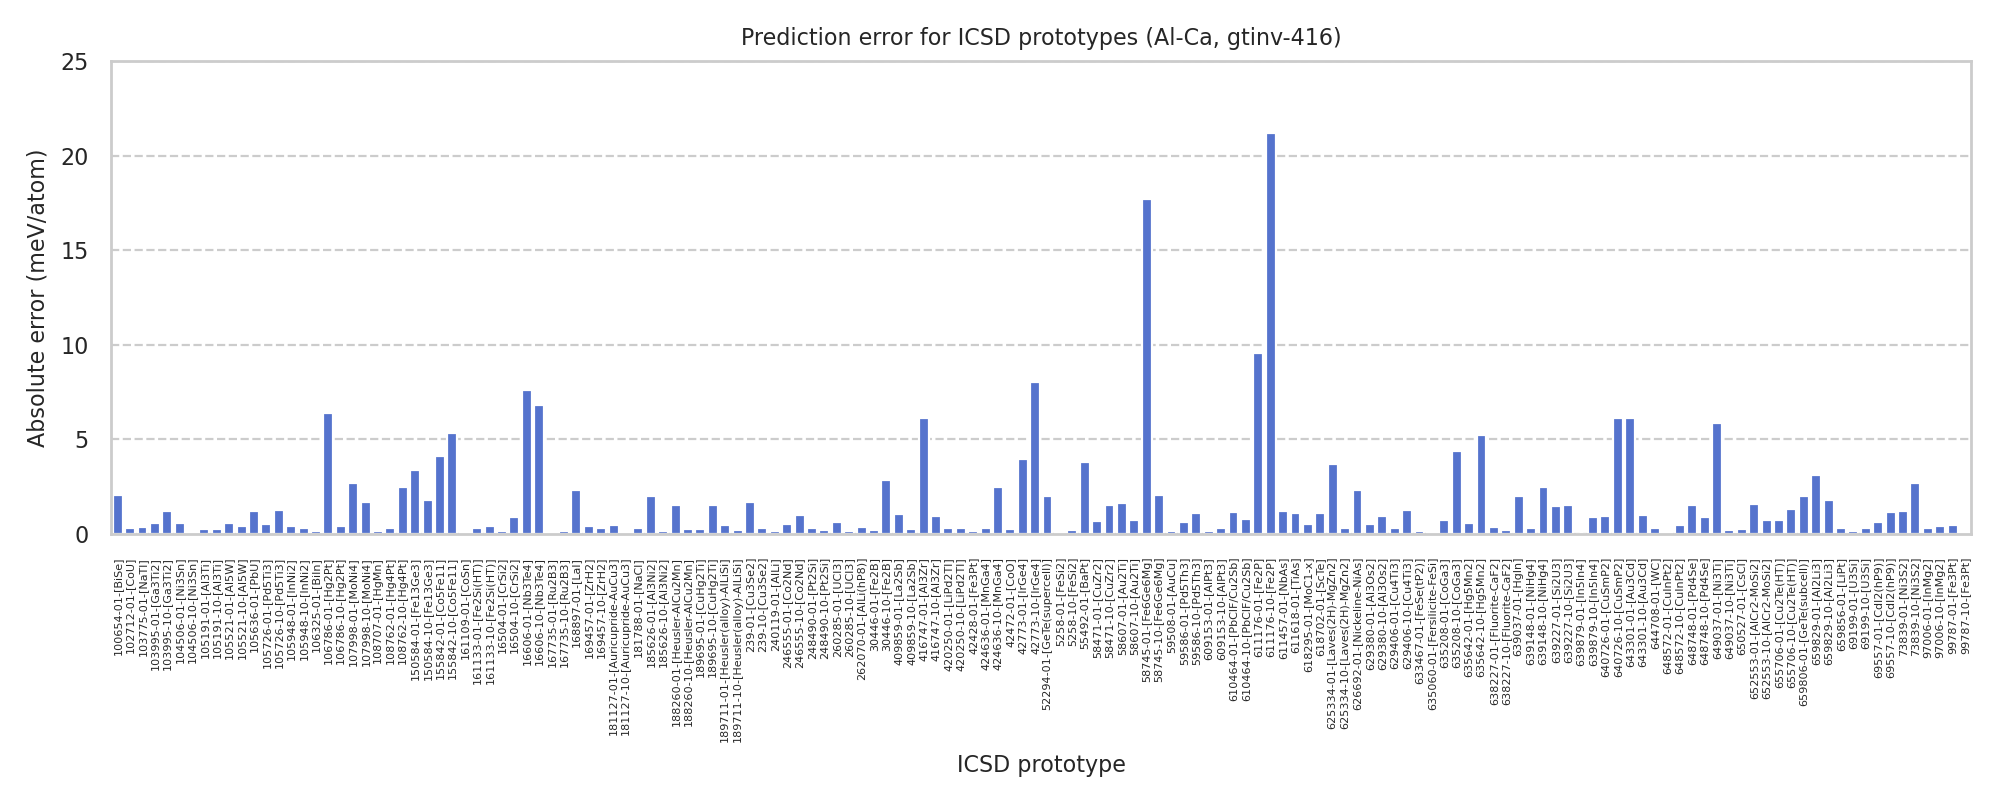 Prediction error for ICSD prototypes (Al-Ca, gtinv-416)
Absolute error (meV/atom)
25
20
15
10
5
0
100654-01-[BiSe]
102712-01-[CoU]
103775-01-[NaTl]
103995-01-[Ga3Ti2]
103995-10-[Ga3Ti2]
104506-01-[Ni3Sn]
104506-10-[Ni3Sn]
105191-01-[Al3Ti]
105191-10-[Al3Ti]
105521-01-[Al5W]
105521-10-[Al5W]
105636-01-[PbU]
105726-01-[Pd5Ti3]
105726-10-[Pd5Ti3]
105948-01-[InNi2]
105948-10-[InNi2]
106325-01-[BiIn]
106786-01-[Hg2Pt]
106786-10-[Hg2Pt]
107998-01-[MoNi4]
107998-10-[MoNi4]
108707-01-[HgMn]
108762-01-[Hg4Pt]
108762-10-[Hg4Pt]
150584-01-[Fe13Ge3]
150584-10-[Fe13Ge3]
155842-01-[Co5Fe11]
155842-10-[Co5Fe11]
161109-01-[CoSn]
161133-01-[Fe2Si(HT)]
161133-10-[Fe2Si(HT)]
16504-01-[CrSi2]
16504-10-[CrSi2]
16606-01-[Nb3Te4]
16606-10-[Nb3Te4]
167735-01-[Ru2B3]
167735-10-[Ru2B3]
168897-01-[LaI]
169457-01-[ZrH2]
169457-10-[ZrH2]
181127-01-[Auricupride-AuCu3]
181127-10-[Auricupride-AuCu3]
181788-01-[NaCl]
185626-01-[Al3Ni2]
185626-10-[Al3Ni2]
188260-01-[Heusler-AlCu2Mn]
188260-10-[Heusler-AlCu2Mn]
189695-01-[CuHg2Ti]
189695-10-[CuHg2Ti]
189711-01-[Heusler(alloy)-AlLiSi]
189711-10-[Heusler(alloy)-AlLiSi]
239-01-[Cu3Se2]
239-10-[Cu3Se2]
240119-01-[AlLi]
246555-01-[Co2Nd]
246555-10-[Co2Nd]
248490-01-[Pt2Si]
248490-10-[Pt2Si]
260285-01-[UCl3]
260285-10-[UCl3]
262070-01-[AlLi(hP8)]
30446-01-[Fe2B]
30446-10-[Fe2B]
409859-01-[La2Sb]
409859-10-[La2Sb]
416747-01-[Al3Zr]
416747-10-[Al3Zr]
420250-01-[LiPd2Tl]
420250-10-[LiPd2Tl]
42428-01-[Fe3Pt]
424636-01-[MnGa4]
424636-10-[MnGa4]
42472-01-[CoO]
42773-01-[IrGe4]
42773-10-[IrGe4]
52294-01-[GeTe(supercell)]
5258-01-[FeSi2]
5258-10-[FeSi2]
55492-01-[BaPt]
58471-01-[CuZr2]
58471-10-[CuZr2]
58607-01-[Au2Ti]
58607-10-[Au2Ti]
58745-01-[Fe6Ge6Mg]
58745-10-[Fe6Ge6Mg]
59508-01-[AuCu]
59586-01-[Pd5Th3]
59586-10-[Pd5Th3]
609153-01-[AlPt3]
609153-10-[AlPt3]
610464-01-[PbClF/Cu2Sb]
610464-10-[PbClF/Cu2Sb]
611176-01-[Fe2P]
611176-10-[Fe2P]
611457-01-[NbAs]
611618-01-[TiAs]
618295-01-[MoC1-x]
618702-01-[ScTe]
625334-01-[Laves(2H)-MgZn2]
625334-10-[Laves(2H)-MgZn2]
626692-01-[Nickeline-NiAs]
629380-01-[Al3Os2]
629380-10-[Al3Os2]
629406-01-[Cu4Ti3]
629406-10-[Cu4Ti3]
633467-01-[FeSe(tP2)]
635060-01-[Fersilicite-FeSi]
635208-01-[CoGa3]
635208-10-[CoGa3]
635642-01-[Hg5Mn2]
635642-10-[Hg5Mn2]
638227-01-[Fluorite-CaF2]
638227-10-[Fluorite-CaF2]
639037-01-[HgIn]
639148-01-[NiHg4]
639148-10-[NiHg4]
639227-01-[Si2U3]
639227-10-[Si2U3]
639879-01-[In5In4]
639879-10-[In5In4]
640726-01-[CuSmP2]
640726-10-[CuSmP2]
643301-01-[Au3Cd]
643301-10-[Au3Cd]
644708-01-[WC]
648572-01-[CuInPt2]
648572-10-[CuInPt2]
648748-01-[Pd4Se]
648748-10-[Pd4Se]
649037-01-[Ni3Ti]
649037-10-[Ni3Ti]
650527-01-[CsCl]
652553-01-[AlCr2-MoSi2]
652553-10-[AlCr2-MoSi2]
655706-01-[Cu2Te(HT)]
655706-10-[Cu2Te(HT)]
659806-01-[GeTe(subcell)]
659829-01-[Al2Li3]
659829-10-[Al2Li3]
659856-01-[LiPt]
69199-01-[U3Si]
69199-10-[U3Si]
69557-01-[CdI2(hP9)]
69557-10-[CdI2(hP9)]
73839-01-[Ni3S2]
73839-10-[Ni3S2]
97006-01-[InMg2]
97006-10-[InMg2]
99787-01-[Fe3Pt]
99787-10-[Fe3Pt]
ICSD prototype